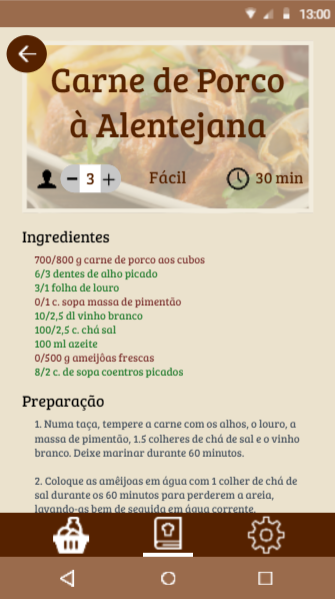 13:00
Carne de Porco
à Alentejana
3 Fácil 30 min
Ingredientes
700/800 g carne de porco aos cubos
6/3 dentes de alho picado
3/1 folha de louro
0/1 c. sopa massa de pimentão
10/2,5 dl vinho branco
100/2,5 c. chá sal
100 ml azeite
0/500 g ameijôas frescas
8/2 c. de sopa coentros picados
Preparação
1. Numa taça, tempere a carne com os alhos, o louro, a
massa de pimentão, 1.5 colheres de chá de sal e o vinho
branco. Deixe marinar durante 60 minutos.
2. Coloque as amêijoas em água com 1 colher de chá de
sal durante os 60 minutos para perderem a areia,
lavando-as bem de seguida em água corrente.